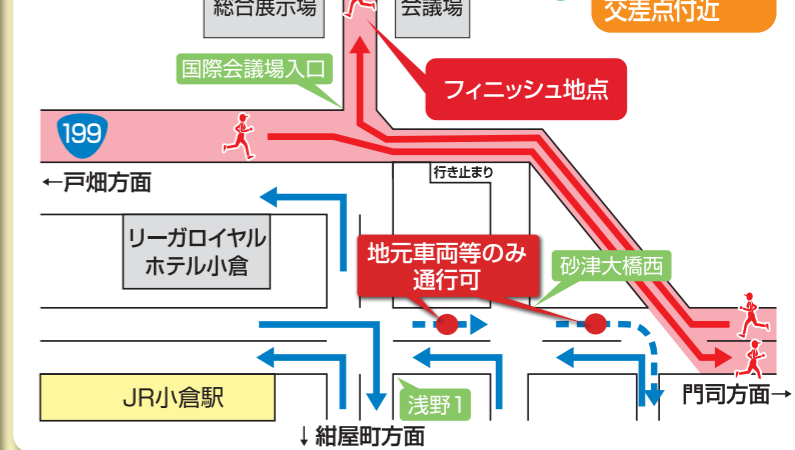 総合展示場
会議場
交差点付近
国際会議場入口
フィニッシュ地点
199
←戸畑方面
行き止まり
リーガロイヤル
ホテル小倉
地元車両等のみ
通行可
砂津大橋西
JR小倉駅
浅野1
門司方面→
↓紺屋町方面